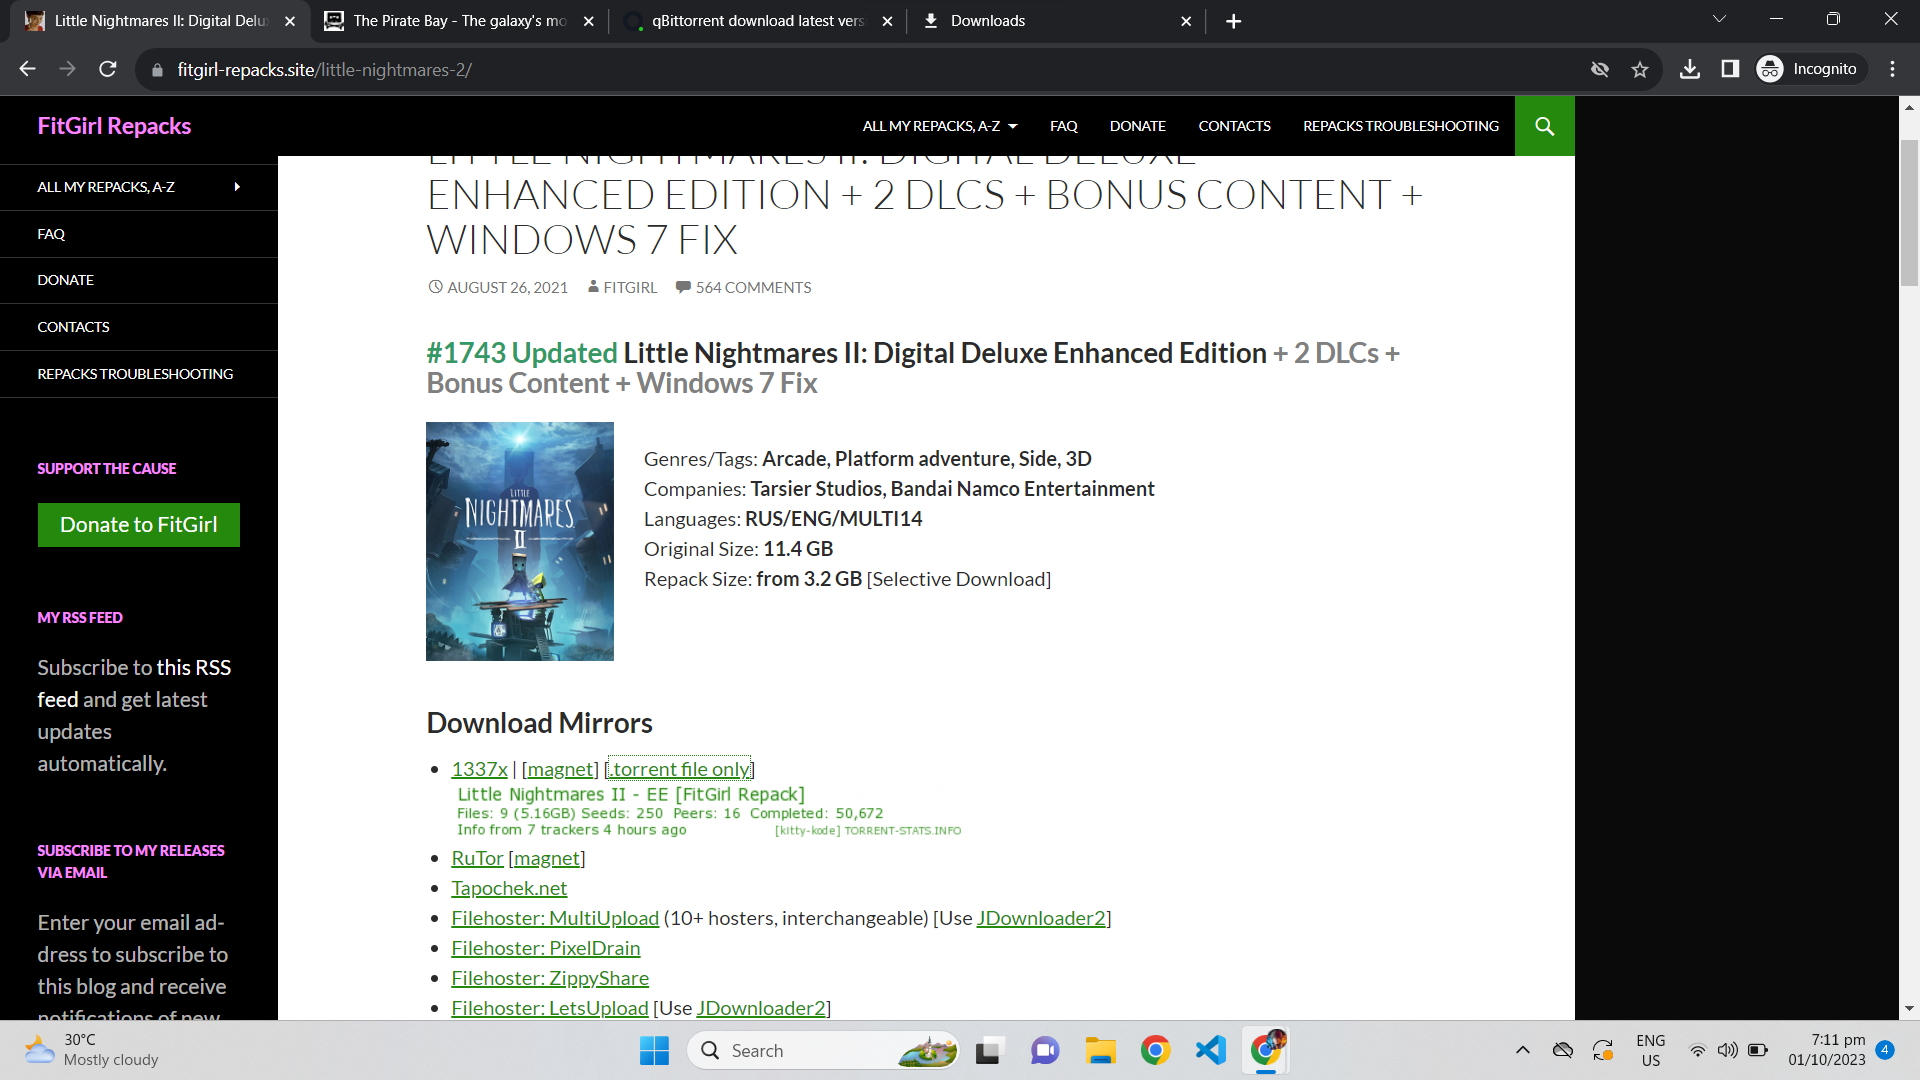 Little Nightmares II: Digital Delu
The Pirate Bay - The galaxy's mo
qBittorrent download latest vers
Downloads
fitgirl-repacks.site/little-nightmares-2/
Incognito
FitGirl Repacks
ALL MY REPACKS, A-Z
FAQ
DONATE
CONTACTS
REPACKS TROUBLESHOOTING
ALL MY REPACKS, A-Z
FAQ
DONATE
CONTACTS
REPACKS TROUBLESHOOTING
SUPPORT THE CAUSE
Donate to FitGirl
MY RSS FEED
Subscribe to this RSS
feed and get latest
updates
automatically.
SUBSCRIBE TO MY RELEASES
VIA EMAIL
Enter your email ad-
dress to subscribe to
this blog and receive
notifications of new
LITTLE NIGHTMARES II: DIGITAL DELUXE
ENHANCED EDITION + 2 DLCS + BONUS CONTENT +
WINDOWS 7 FIX
AUGUST 26, 2021 FITGIRL 564 COMMENTS
#1743 Updated Little Nightmares II: Digital Deluxe Enhanced Edition + 2 DLCs +
Bonus Content + Windows 7 Fix
LITTLE
NIGHTMARES
II
Genres/Tags: Arcade, Platform adventure, Side, 3D
Companies: Tarsier Studios, Bandai Namco Entertainment
Languages: RUS/ENG/MULTI14
Original Size: 11.4 GB
Repack Size: from 3.2 GB [Selective Download]
Download Mirrors
1337x | [magnet] [.torrent file only]
Little Nightmares II - EE [FitGirl Repack]
Files: 9 (5.16GB) Seeds: 250 Peers: 16 Completed: 50,672
Info from 7 trackers 4 hours ago [kitty-kode] TORRENT-STATS.INFO
RuTor [magnet]
Tapochek.net
Filehoster: MultiUpload (10+ hosters, interchangeable) [Use JDownloader2]
Filehoster: PixelDrain
Filehoster: ZippyShare
Filehoster: LetsUpload [Use JDownloader2]
30°C
Mostly cloudy
Search
ENG
US
7:11 pm
01/10/2023
4